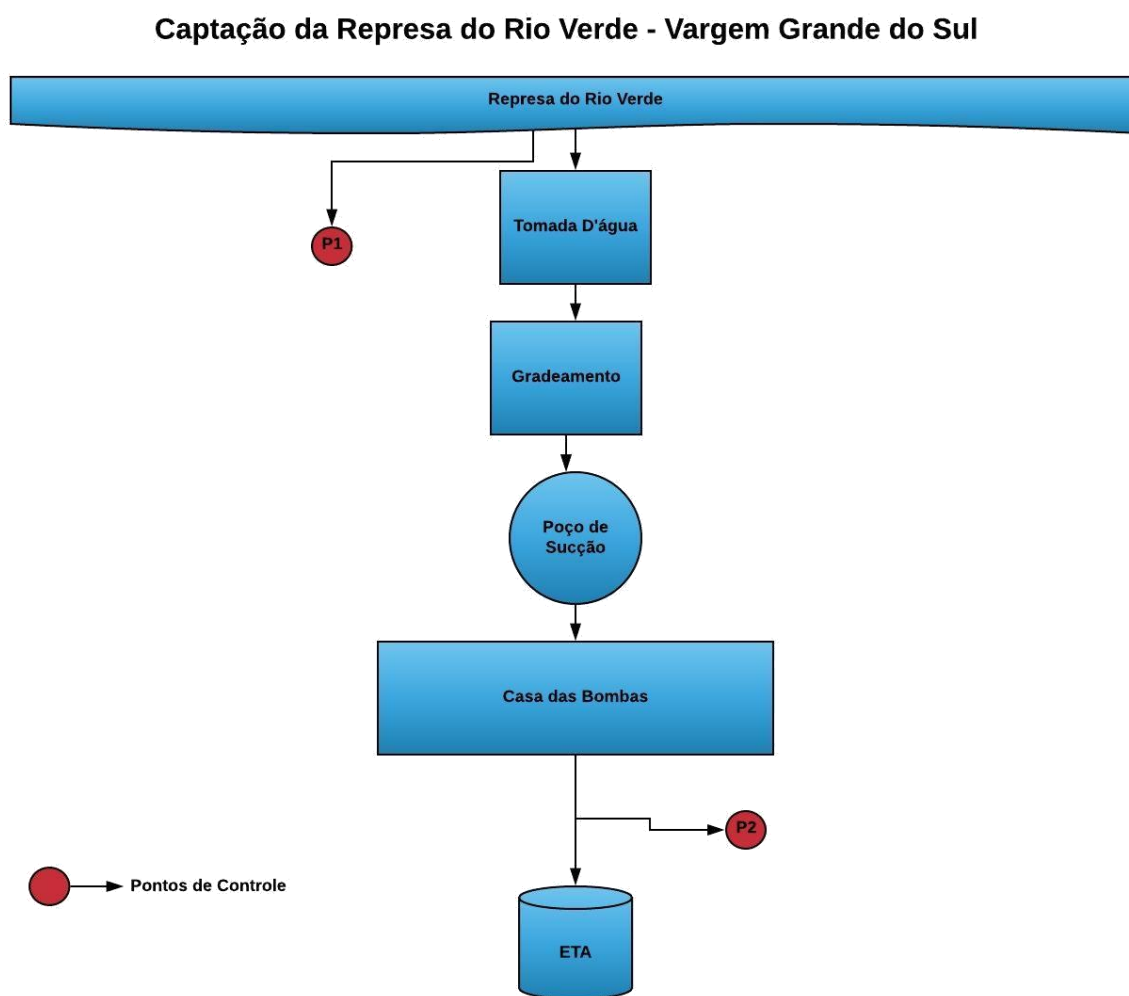 Captação da Represa do Rio Verde - Vargem Grande do Sul
Represa do Rio Verde
Tomada D'água
P1
Gradeamento
Poço de
Sucção
Casa das Bombas
P2
Pontos de Controle
ETA